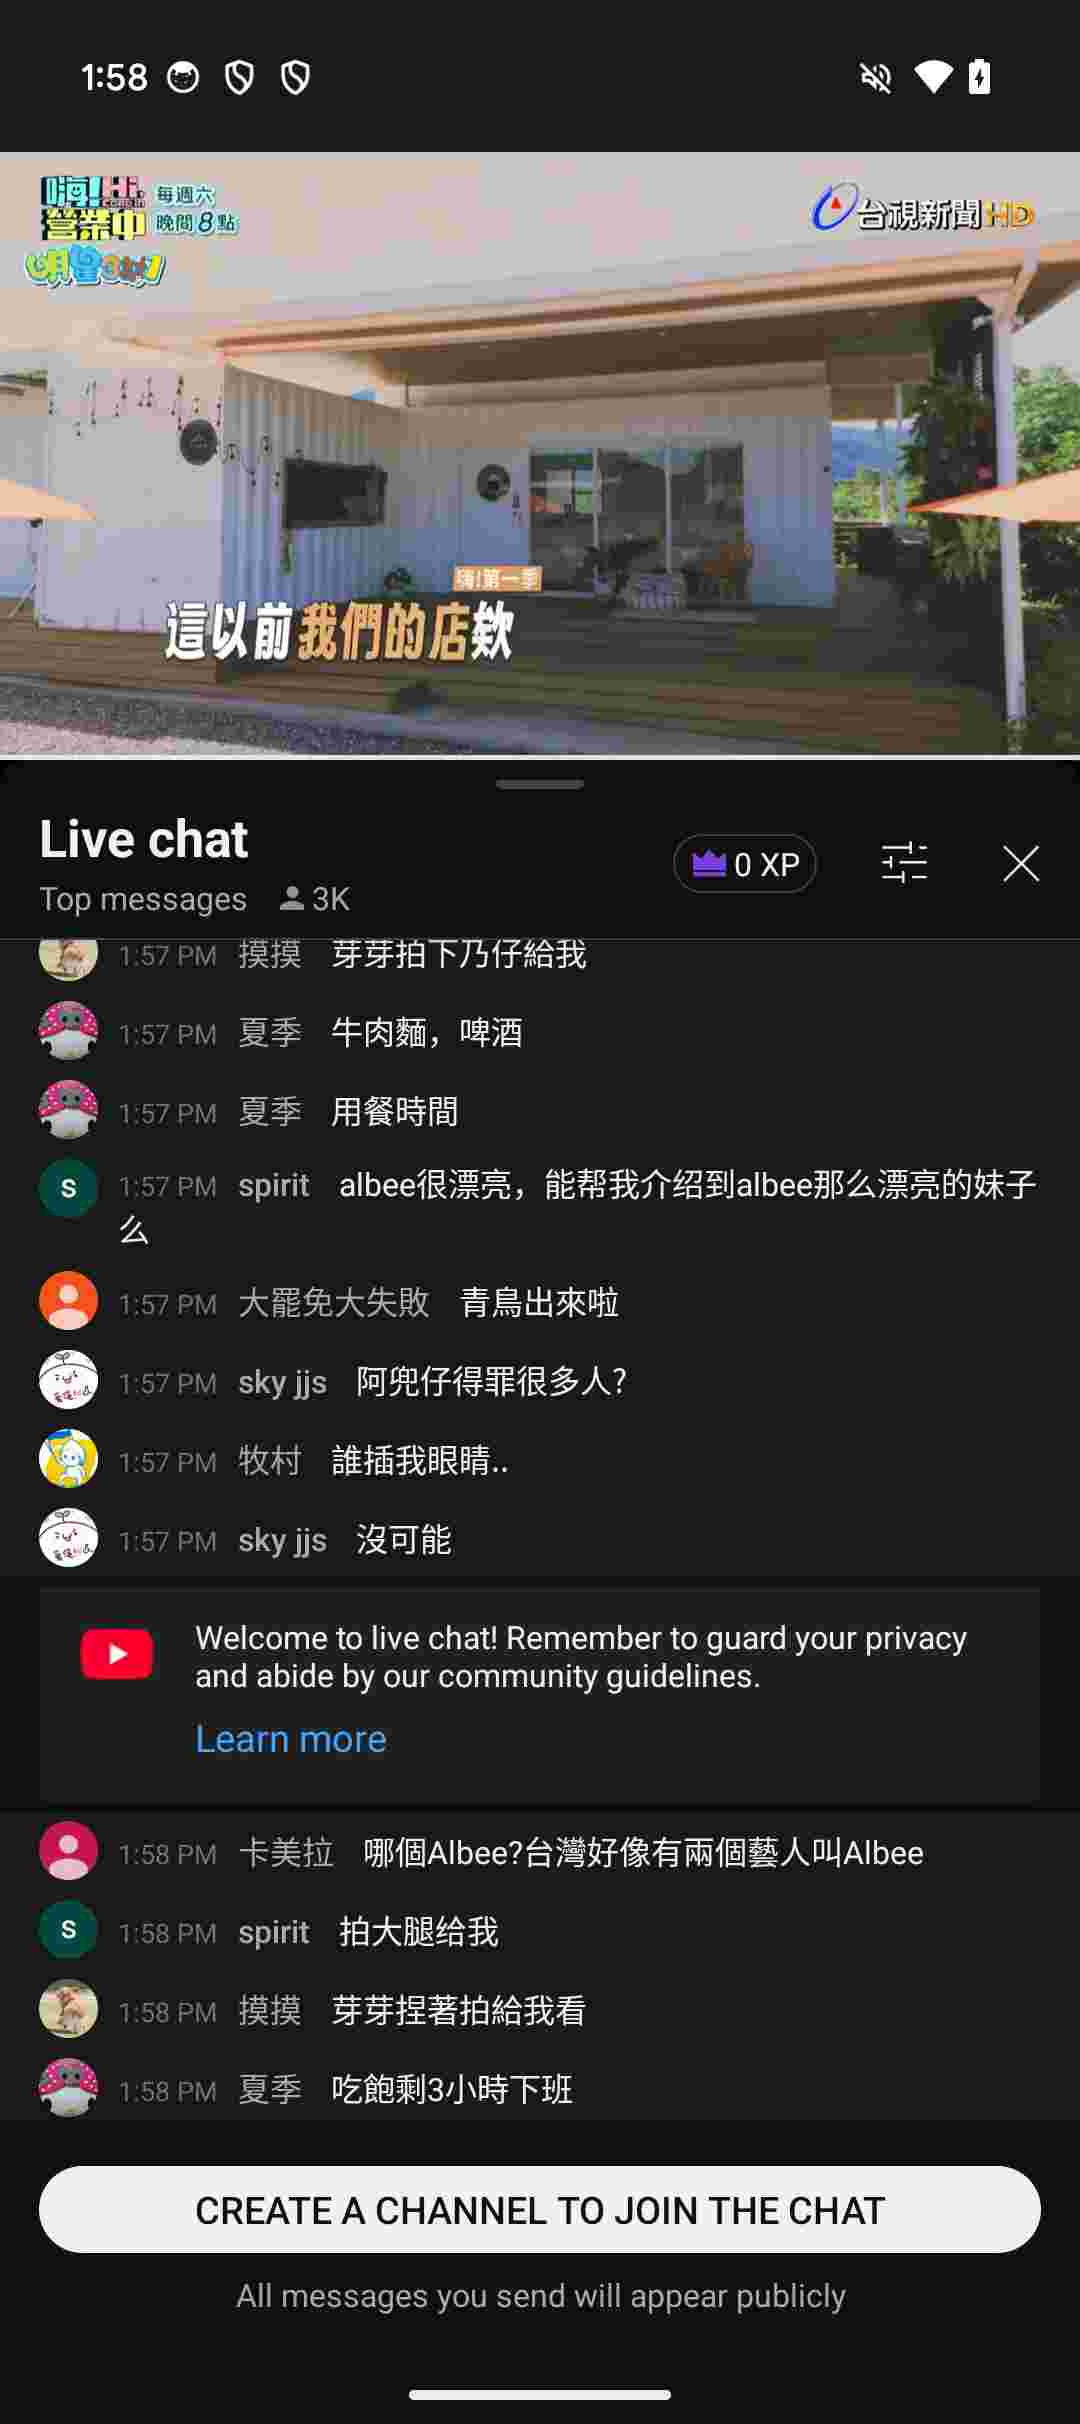 1:58
嗨!Hi,
營業中
每週六
晚間8點
明星3缺1
台視新聞HD
嗨!第一季
這以前我們的店欸
Live chat
Top messages 3K
0 XP
1:57 PM 摸摸 芽芽拍下乃仔給我
1:57 PM 夏季 牛肉麵，啤酒
1:57 PM 夏季 用餐時間
S 1:57 PM spirit albee很漂亮，能帮我介绍到albee那么漂亮的妹子
么
1:57 PM 大罷免大失敗 青鳥出來啦
1:57 PM sky jjs 阿兜仔得罪很多人?
1:57 PM 牧村 誰插我眼睛..
1:57 PM sky jjs 沒可能
Welcome to live chat! Remember to guard your privacy
and abide by our community guidelines.
Learn more
1:58 PM 卡美拉 哪個Albee?台灣好像有兩個藝人叫Albee
S 1:58 PM spirit 拍大腿给我
1:58 PM 摸摸 芽芽捏著拍給我看
1:58 PM 夏季 吃飽剩3小時下班
CREATE A CHANNEL TO JOIN THE CHAT
All messages you send will appear publicly